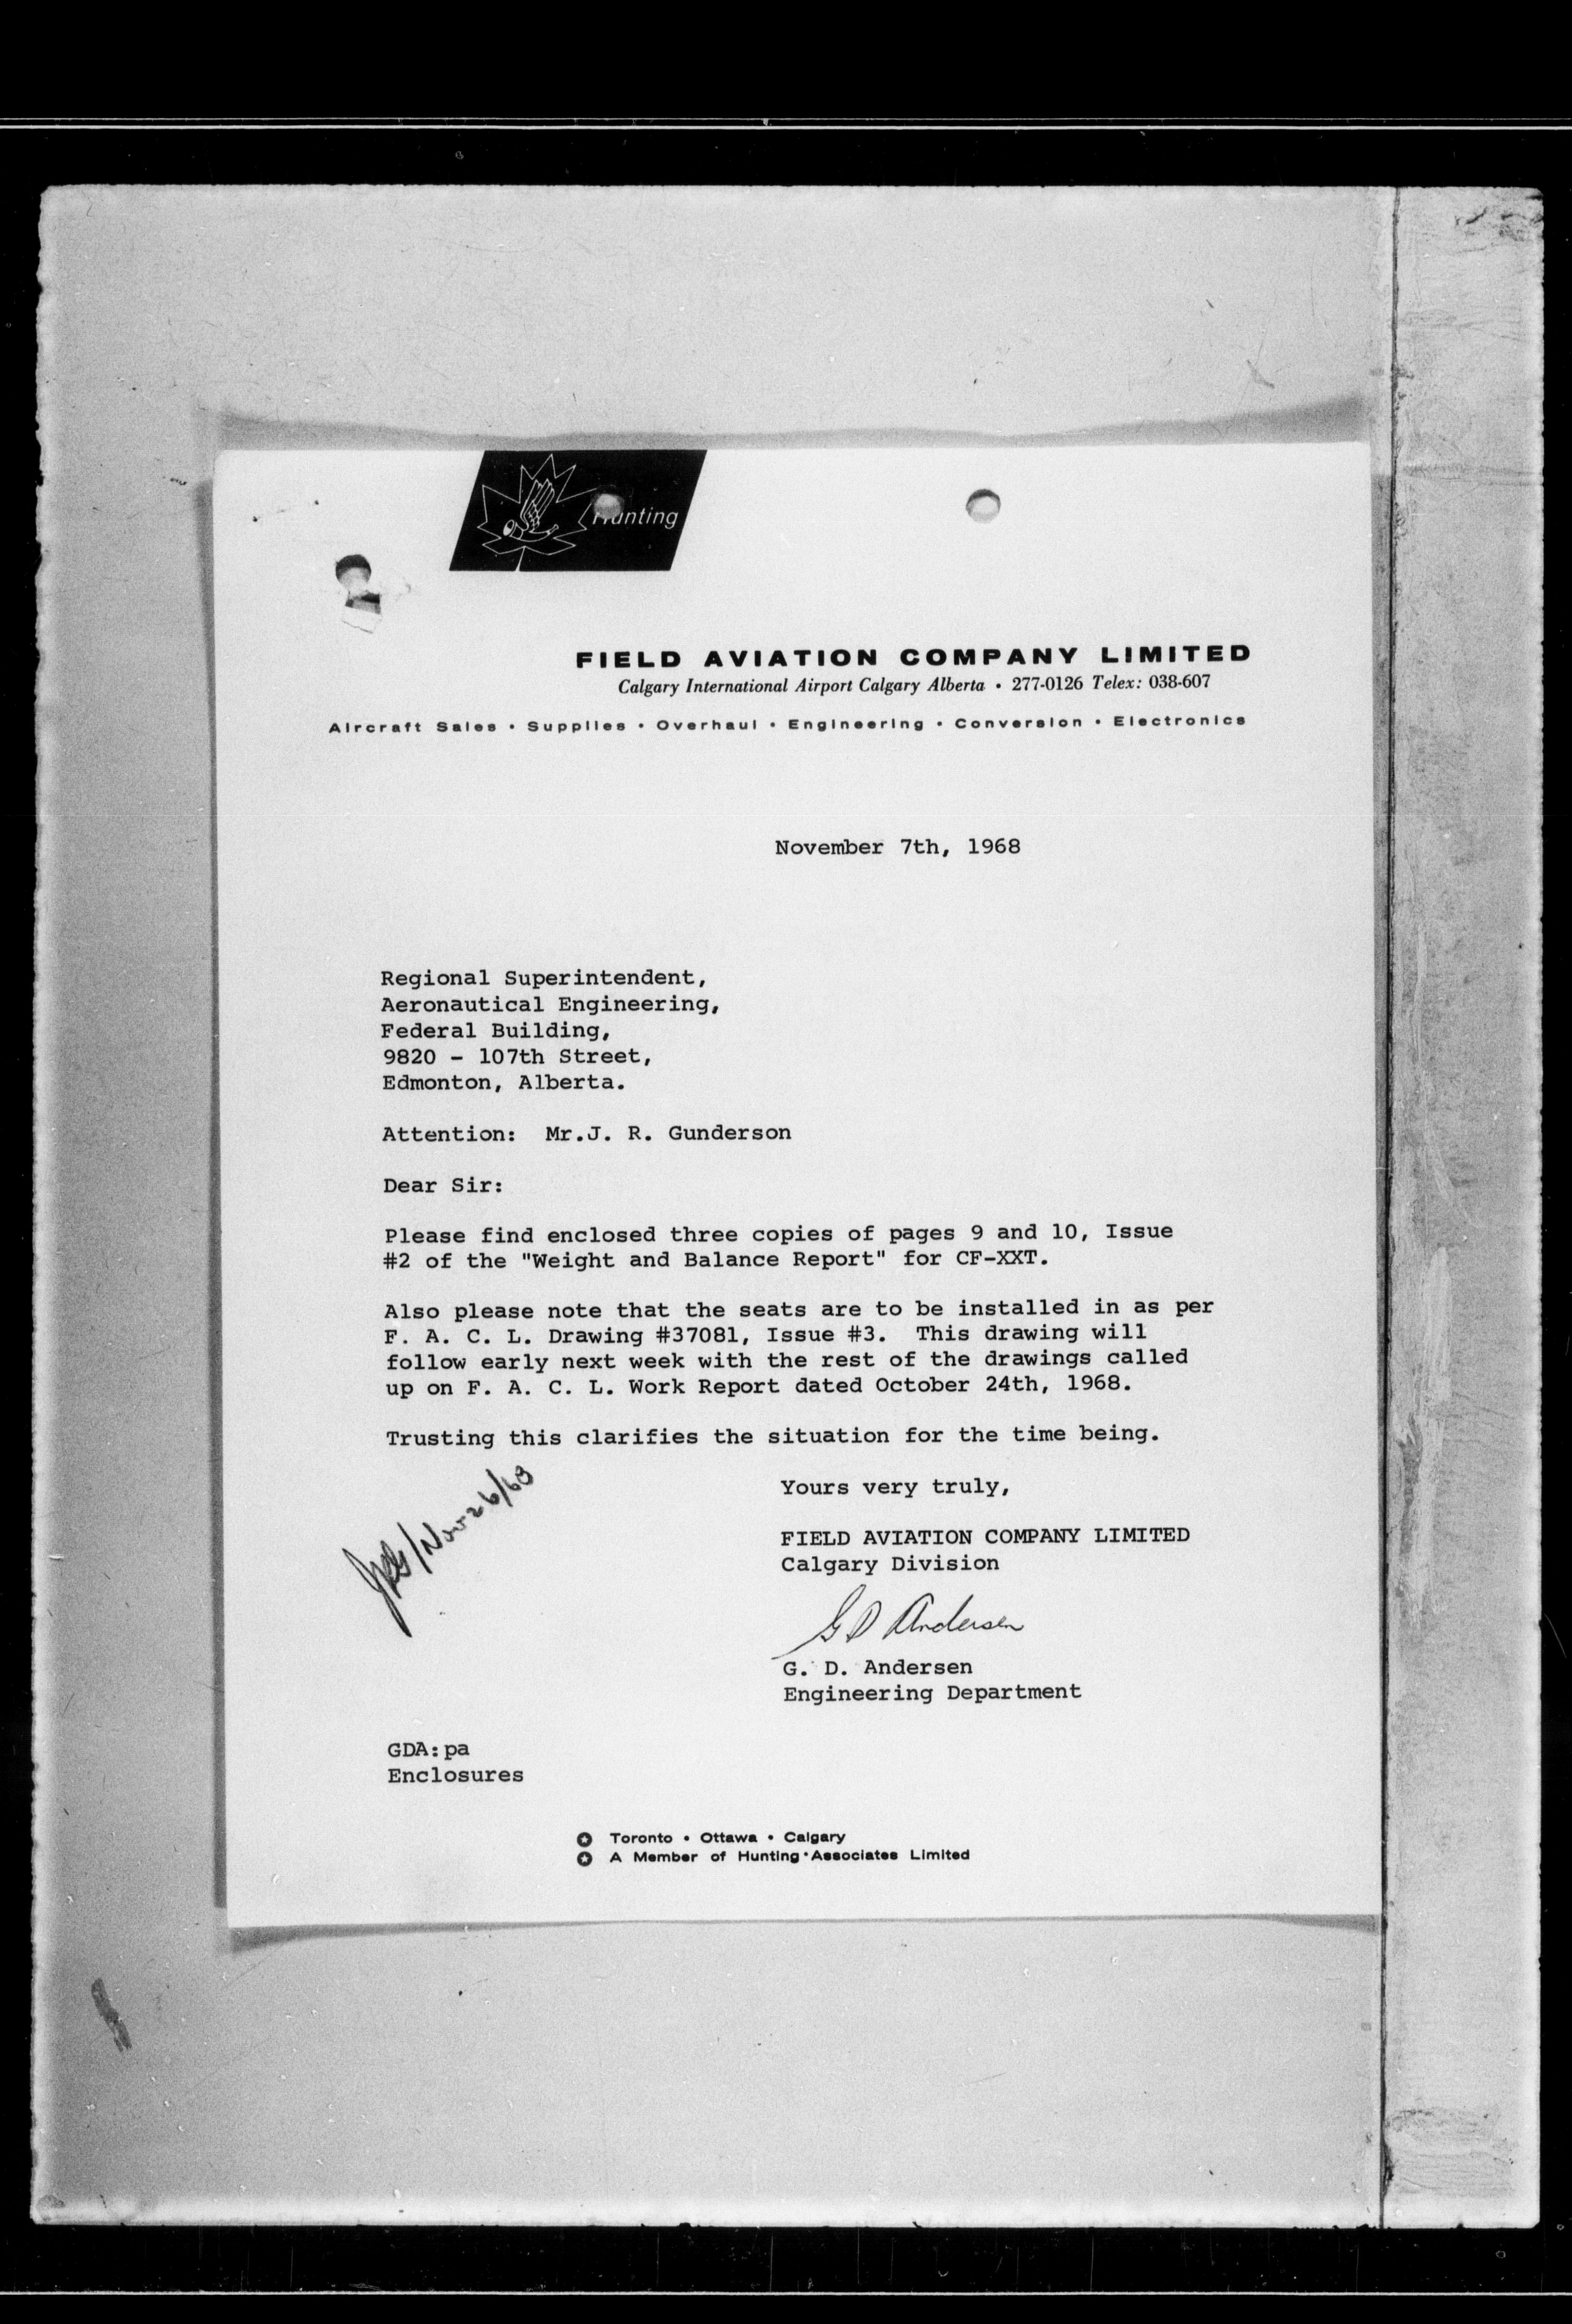 Hunting
FIELD AVIATION COMPANY LIMITED
Calgary International Airport Calgary Alberta • 277-0126 Telex: 038-607
Aircraft Sales • Supplies • Overhaul • Engineering • Conversion • Electronics
November 7th, 1968
Regional Superintendent,
Aeronautical Engineering,
Federal Building,
9820 - 107th Street,
Edmonton, Alberta.
Attention: Mr.J. R. Gunderson
Dear Sir:
Please find enclosed three copies of pages 9 and 10, Issue
#2 of the "Weight and Balance Report" for CF-XXT.
Also please note that the seats are to be installed in as per
F. A. C. L. Drawing #37081, Issue #3. This drawing will
follow early next week with the rest of the drawings called
up on F. A. C. L. Work Report dated October 24th, 1968.
Trusting this clarifies the situation for the time being.
Nov 26/68
Yours very truly,
FIELD AVIATION COMPANY LIMITED
Calgary Division
G D Andersen
G. D. Andersen
Engineering Department
GDA:pa
Enclosures
Toronto • Ottawa • Calgary
A Member of Hunting•Associates Limited